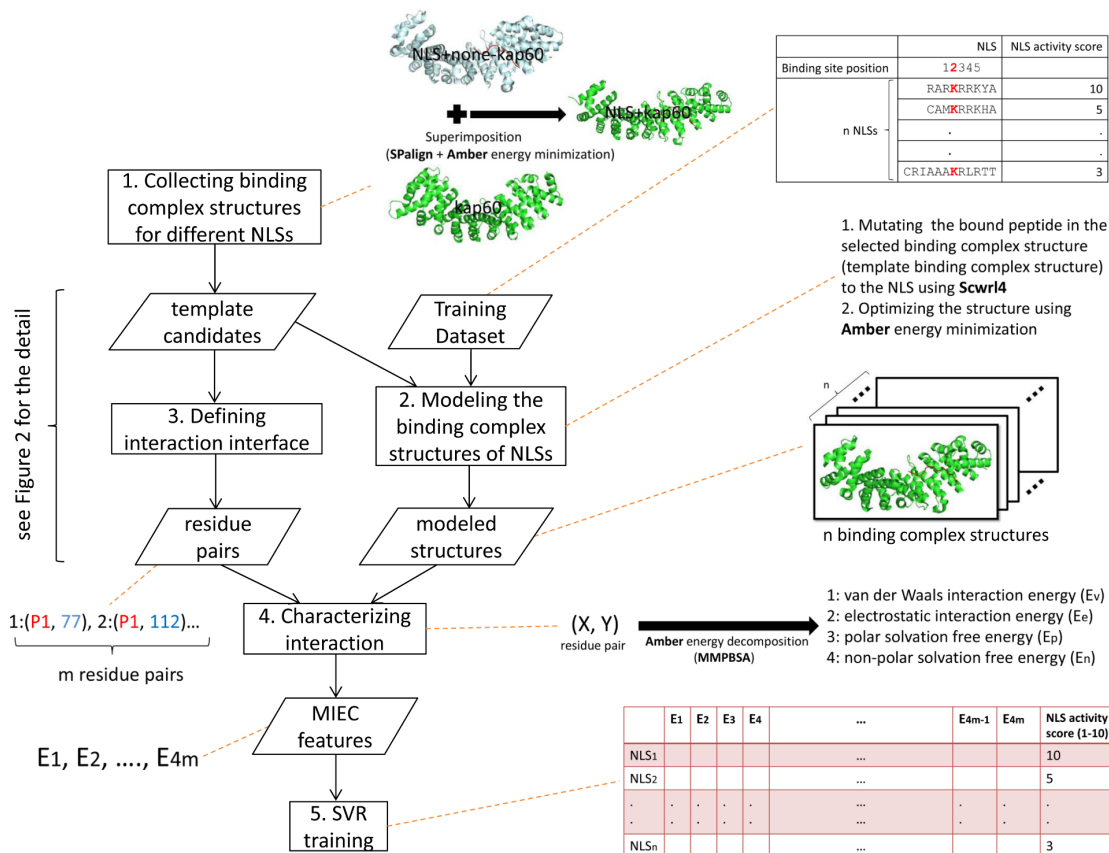 NLS+none-kap60
NLS+kap60
Superimposition
(SPalign + Amber energy minimization)
kap60
NLS NLS activity score
Binding site position 12345
RARKRRKYA 10
CAMKRRKHA 5
n NLSs
. .
. .
CRIAAAKRLRTT 3
1. Collecting binding
complex structures
for different NLSs
template
candidates
Training
Dataset
see Figure 2 for the detail
3. Defining
interaction interface
2. Modeling the
binding complex
structures of NLSs
1. Mutating the bound peptide in the
selected binding complex structure
(template binding complex structure)
to the NLS using Scwrl4
2. Optimizing the structure using
Amber energy minimization
n
n binding complex structures
residue
pairs
modeled
structures
1:(P1, 77), 2:(P1, 112)...
m residue pairs
4. Characterizing
interaction
(X, Y)
residue pair
Amber energy decomposition
(MMPBSA)
1: van der Waals interaction energy (Ev)
2: electrostatic interaction energy (Ee)
3: polar solvation free energy (Ep)
4: non-polar solvation free energy (En)
MIEC
features
E1, E2, ...., E4m
5. SVR
training
E1 E2 E3 E4 ... E4m-1 E4m NLS activity
score (1-10)
NLS1 ... 10
NLS2 ... 5
. . . . . ... . . .
. . . . . ... . . .
NLSn ... 3